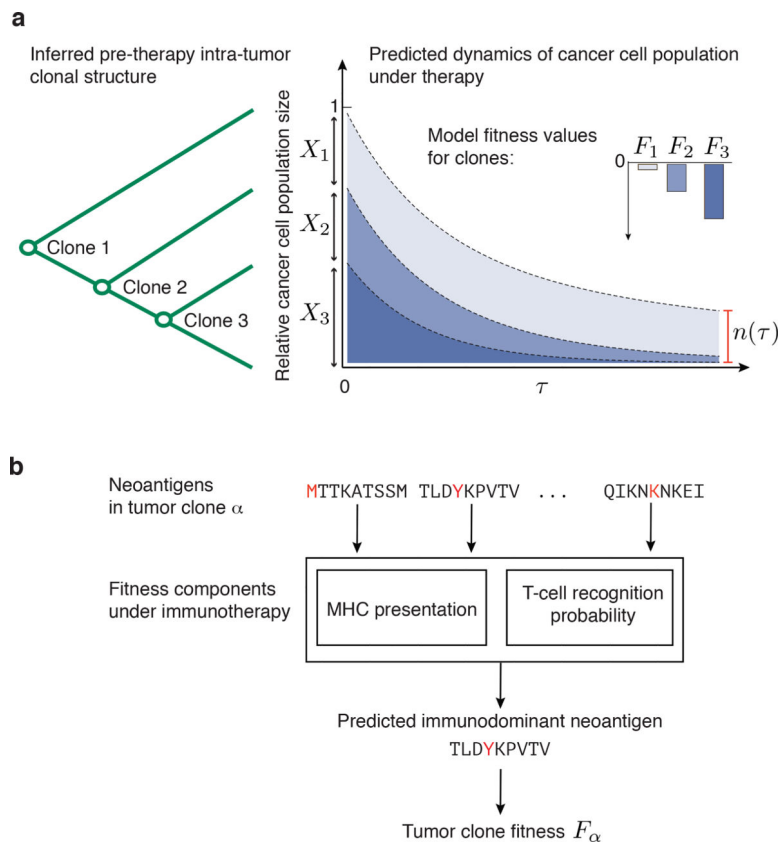 a
Inferred pre-therapy intra-tumor
clonal structure
Clone 1
Clone 2
Clone 3
Predicted dynamics of cancer cell population
under therapy
Relative cancer cell population size
1
X₁
X₂
X₃
0
τ
Model fitness values
for clones:
F₁ F₂ F₃
0
n(τ)
b
Neoantigens
in tumor clone α
MTTKATSSM TLDYKPVTV ... QIKNKNKEI
Fitness components
under immunotherapy
MHC presentation
T-cell recognition
probability
Predicted immunodominant neoantigen
TLDYKPVTV
Tumor clone fitness Fα